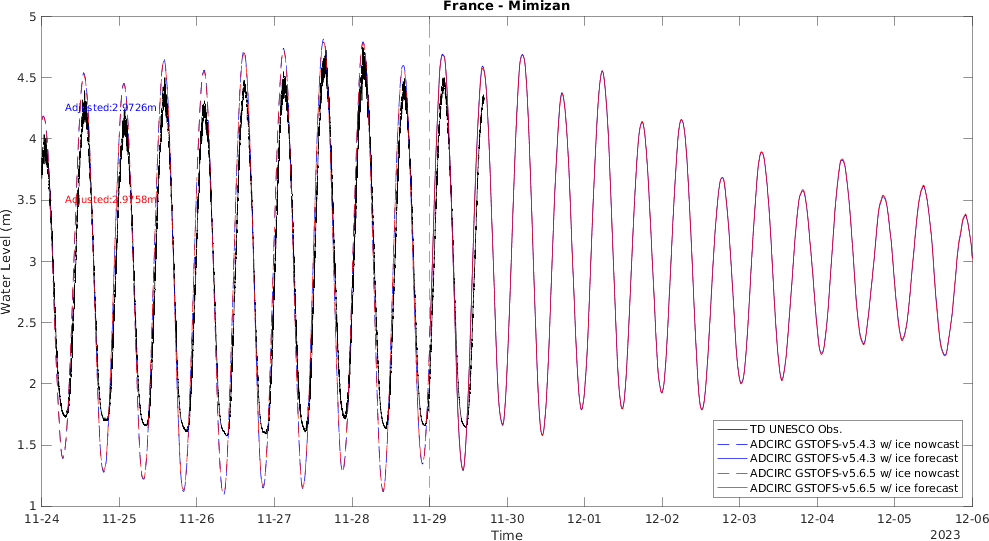 France - Mimizan
5
4.5
4
3.5
3
2.5
2
1.5
1
Water Level (m)
Adjusted:2.9726m
Adjusted:2.9758m
TD UNESCO Obs.
ADCIRC GSTOFS-v5.4.3 w/ ice nowcast
ADCIRC GSTOFS-v5.4.3 w/ ice forecast
ADCIRC GSTOFS-v5.6.5 w/ ice nowcast
ADCIRC GSTOFS-v5.6.5 w/ ice forecast
11-24 11-25 11-26 11-27 11-28 11-29 11-30 12-01 12-02 12-03 12-04 12-05 12-06
Time
2023